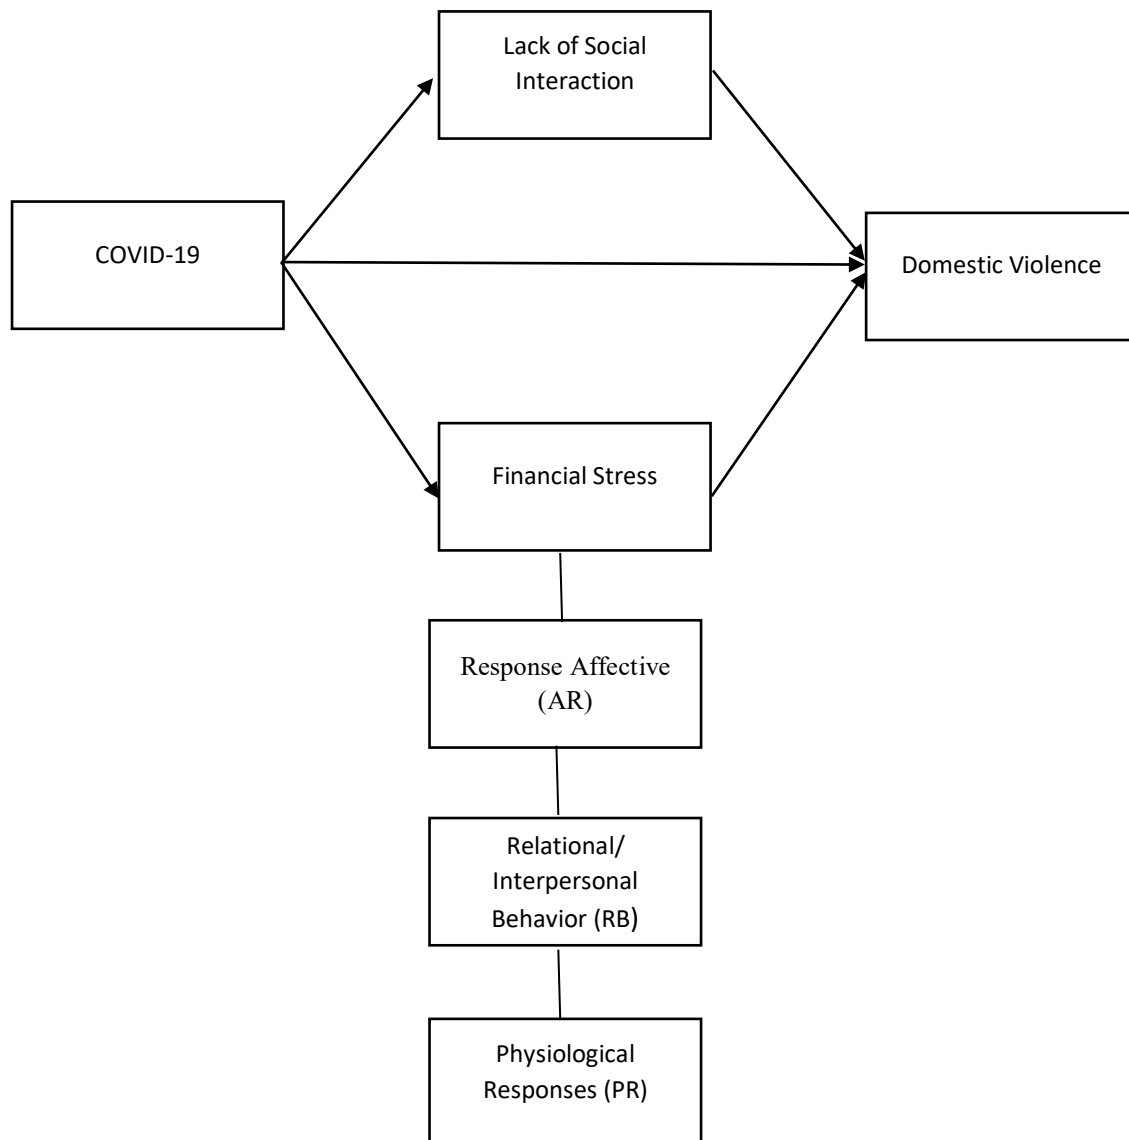 Lack of Social
Interaction
COVID-19
Domestic Violence
Financial Stress
Response Affective
(AR)
Relational/
Interpersonal
Behavior (RB)
Physiological
Responses (PR)